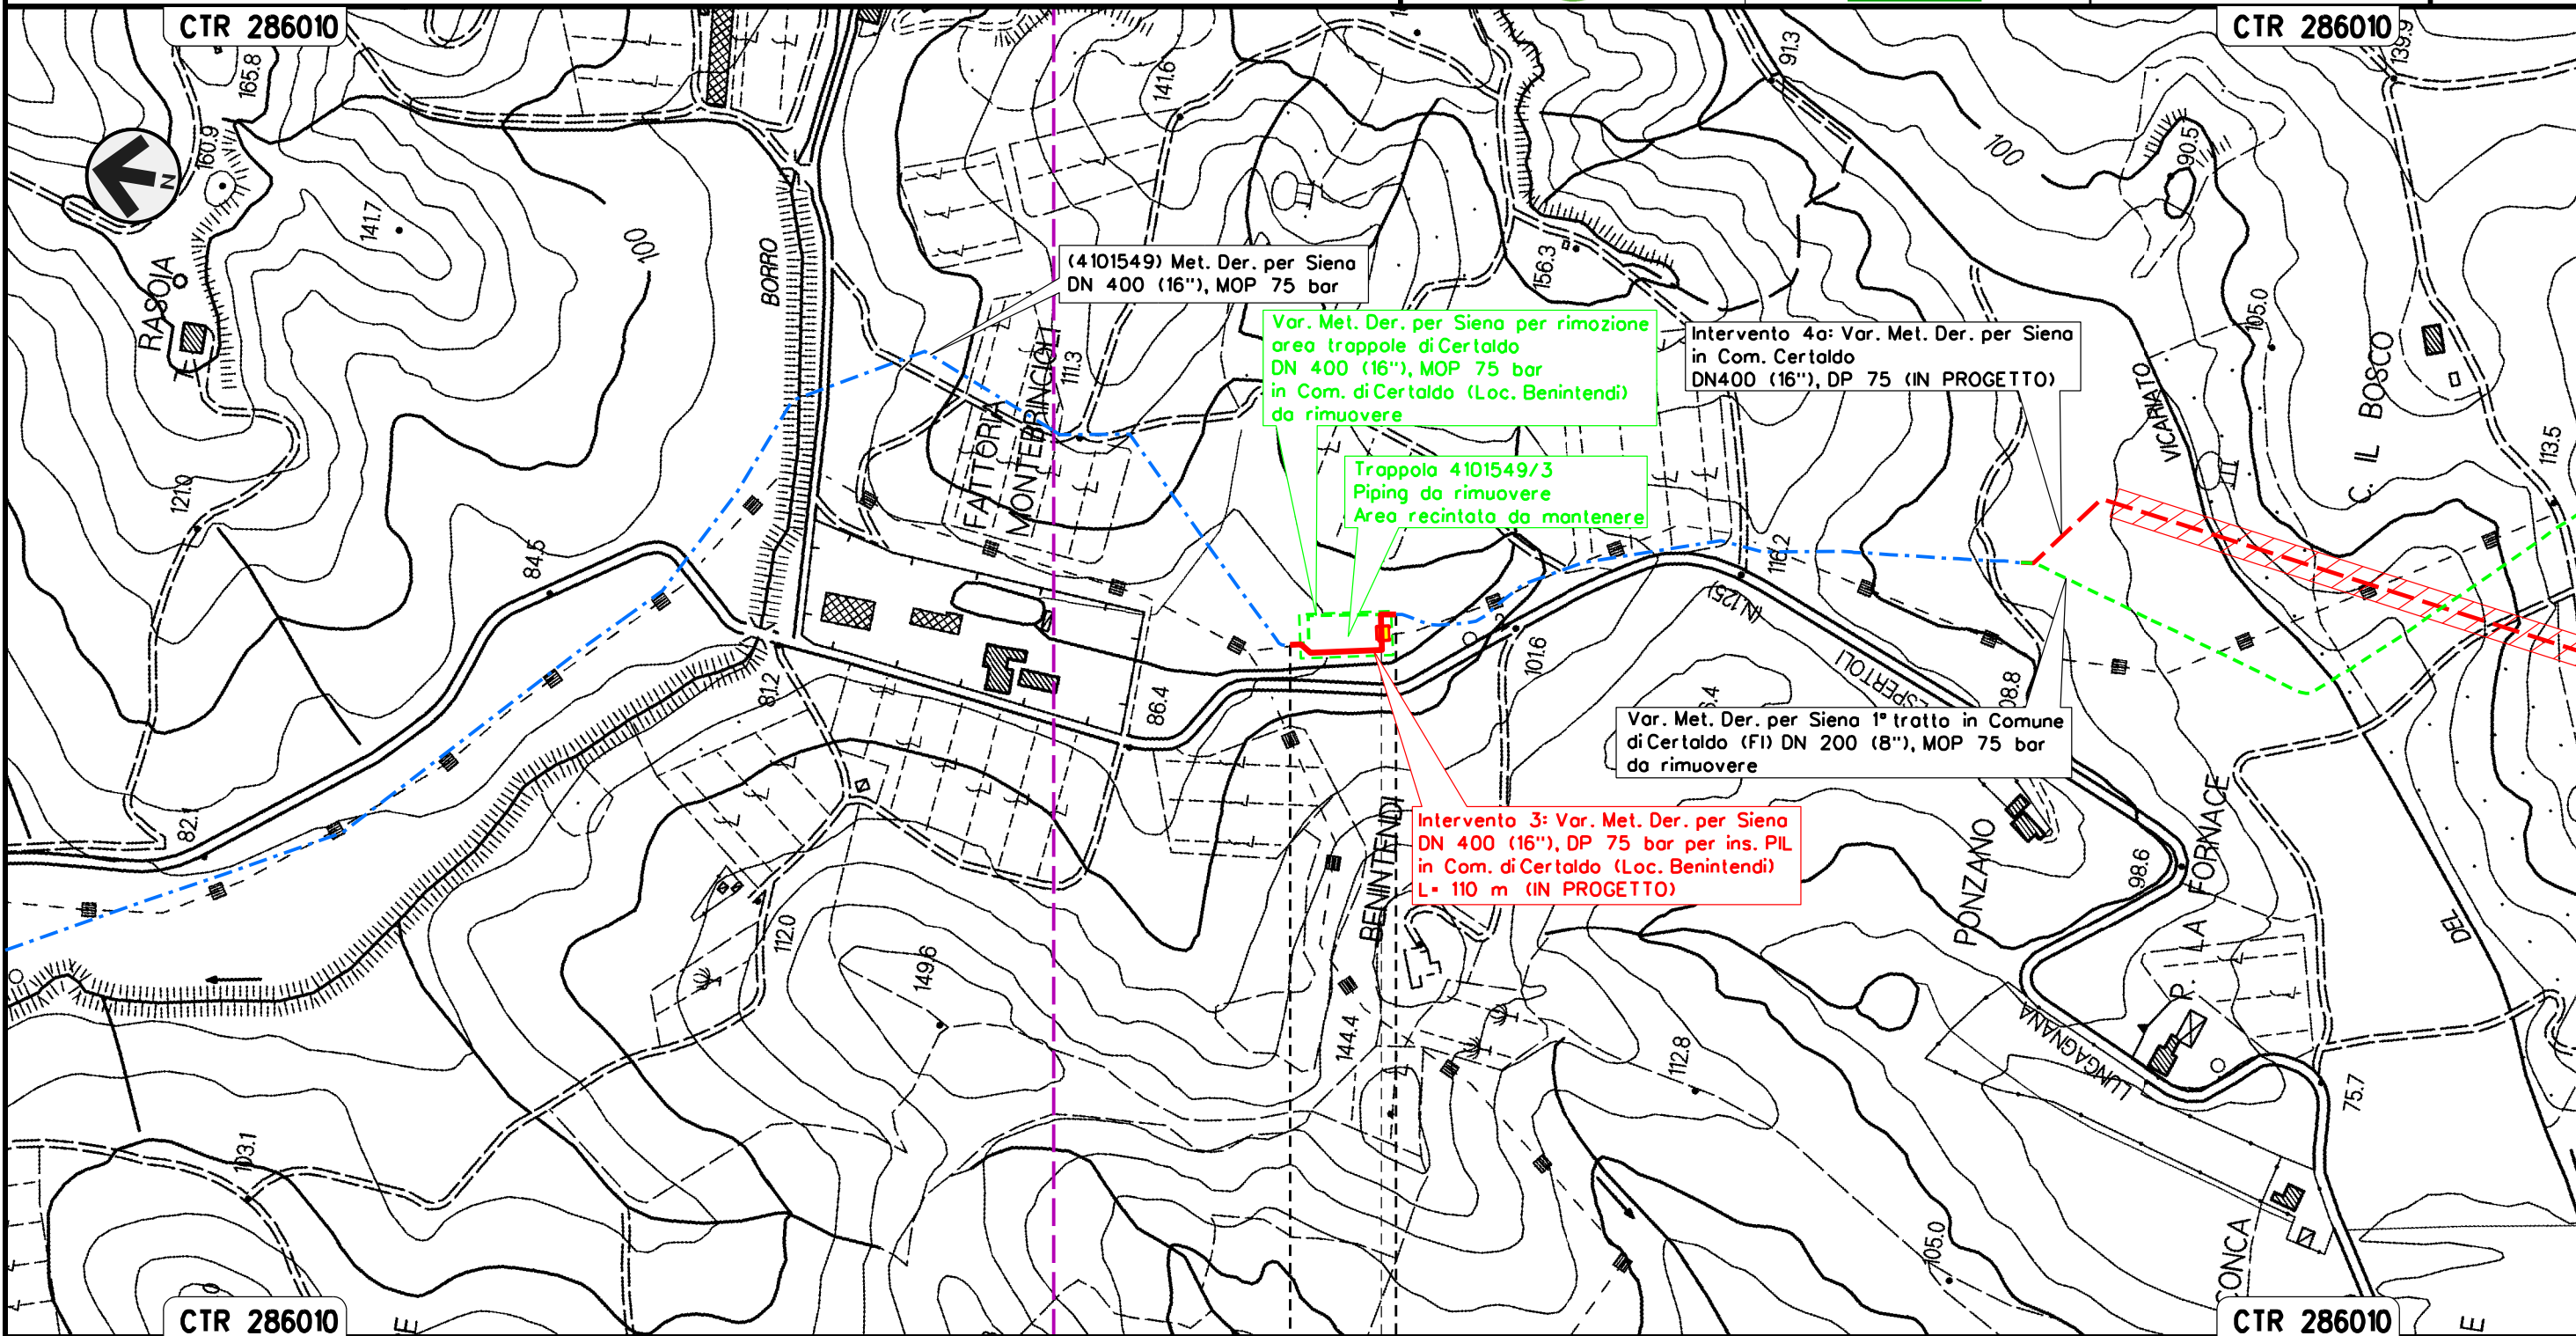 CTR 286010
CTR 286010
165.8
160.9
N
141.7
RASOIA
100
BORRO
141.6
91.3
139.9
100
90.5
156.3
105.0
(4101549) Met. Der. per Siena
DN 400 (16"), MOP 75 bar
Var. Met. Der. per Siena per rimozione
area trappole di Certaldo
DN 400 (16"), MOP 75 bar
in Com. di Certaldo (Loc. Benintendi)
da rimuovere
Intervento 4a: Var. Met. Der. per Siena
in Com. Certaldo
DN400 (16"), DP 75 (IN PROGETTO)
Trappola 4101549/3
Piping da rimuovere
Area recintata da mantenere
FATTORIA
MONTEBRINCIOLI
111.3
VICARIATO
C. IL BOSCO
113.5
121.0
84.5
116.2
(N.125)
101.6
81.2
86.4
LESPERTOLI
08.8
Var. Met. Der. per Siena 1° tratto in Comune
di Certaldo (FI) DN 200 (8"), MOP 75 bar
da rimuovere
82.1
BENINTENDI
Intervento 3: Var. Met. Der. per Siena
DN 400 (16"), DP 75 bar per ins. PIL
in Com. di Certaldo (Loc. Benintendi)
L= 110 m (IN PROGETTO)
PONZANO
98.6
P. LA FORNACE
DEL
112.0
149.6
144.4
112.8
LUNGAGNANA
75.7
103.1
105.0
CONCA
CTR 286010
CTR 286010